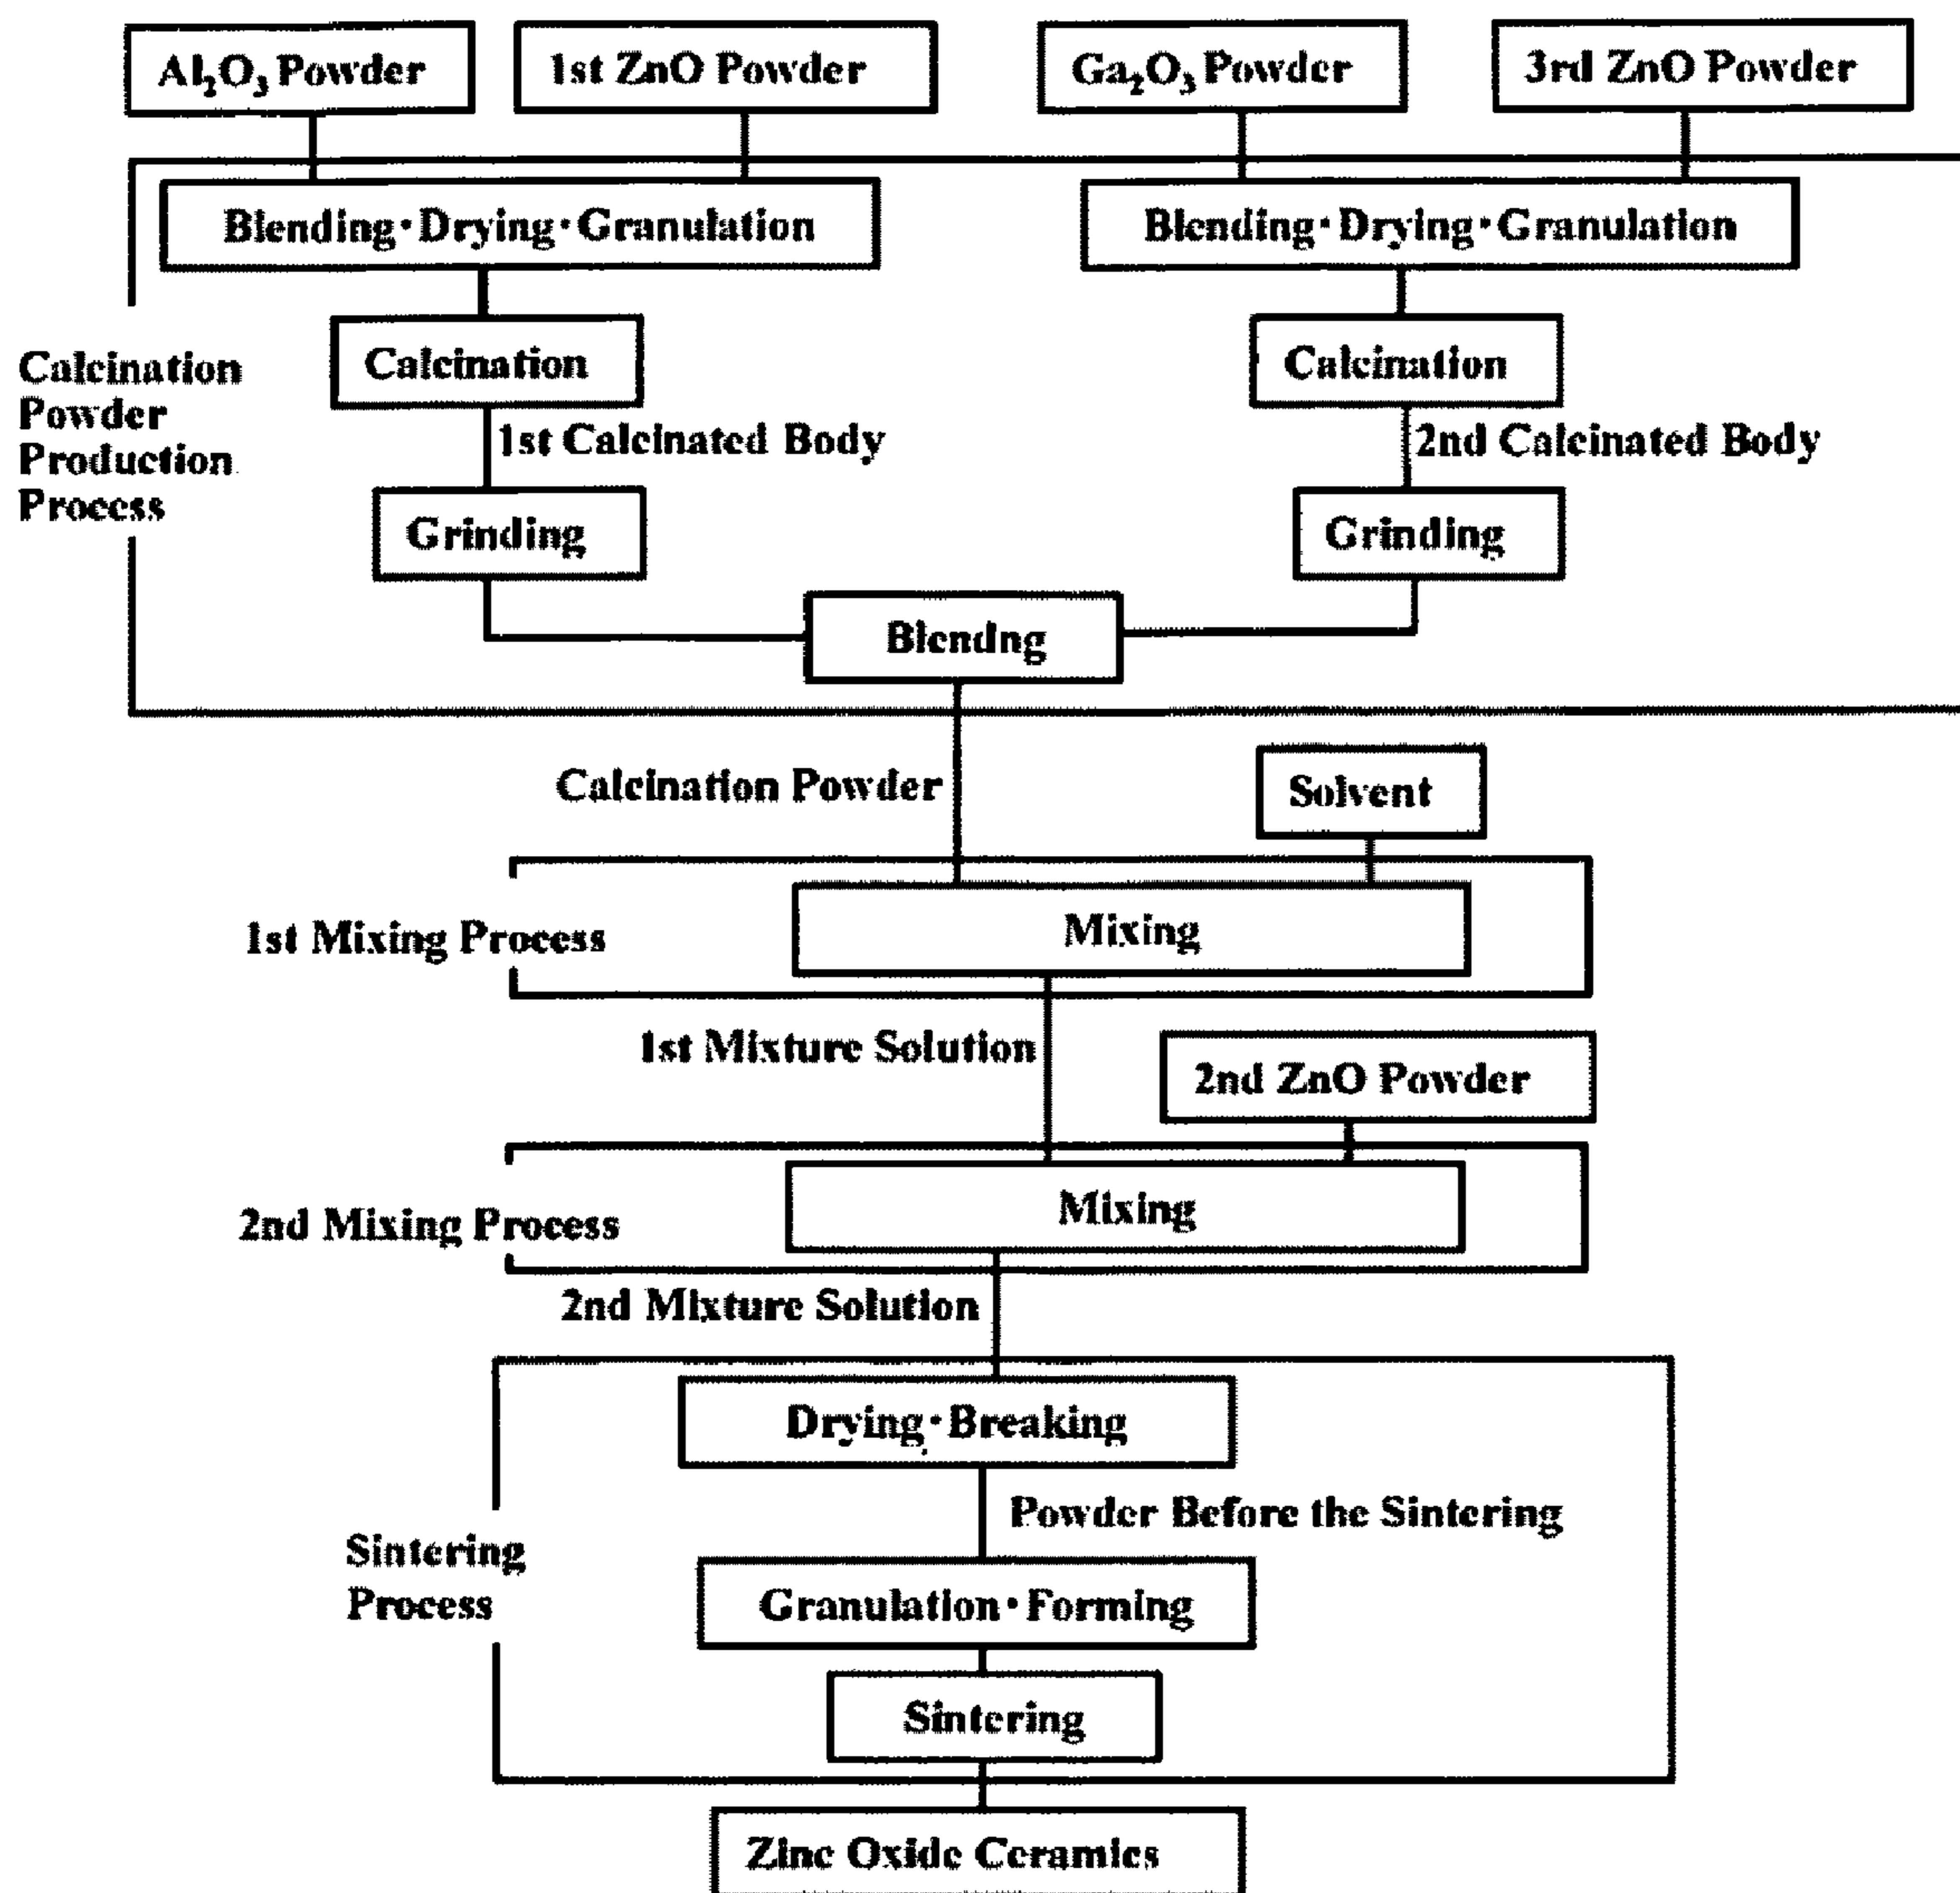 Al₂O₃ Powder
1st ZnO Powder
Ga₂O₃ Powder
3rd ZnO Powder
Blending·Drying·Granulation
Blending·Drying·Granulation
Calcination
Calcination
Calcination
Powder
Production
Process
1st Calcinated Body
2nd Calcinated Body
Grinding
Grinding
Blendng
Calcination Powder
Solvent
Mixing
1st Mixing Process
1st Mixture Solution
2nd ZnO Powder
Mixing
2nd Mixing Process
2nd Mixture Solution
Drying·Breaking
Powder Before the Sintering
Sintering
Process
Granulation·Forming
Sintering
Zinc Oxide Ceramics